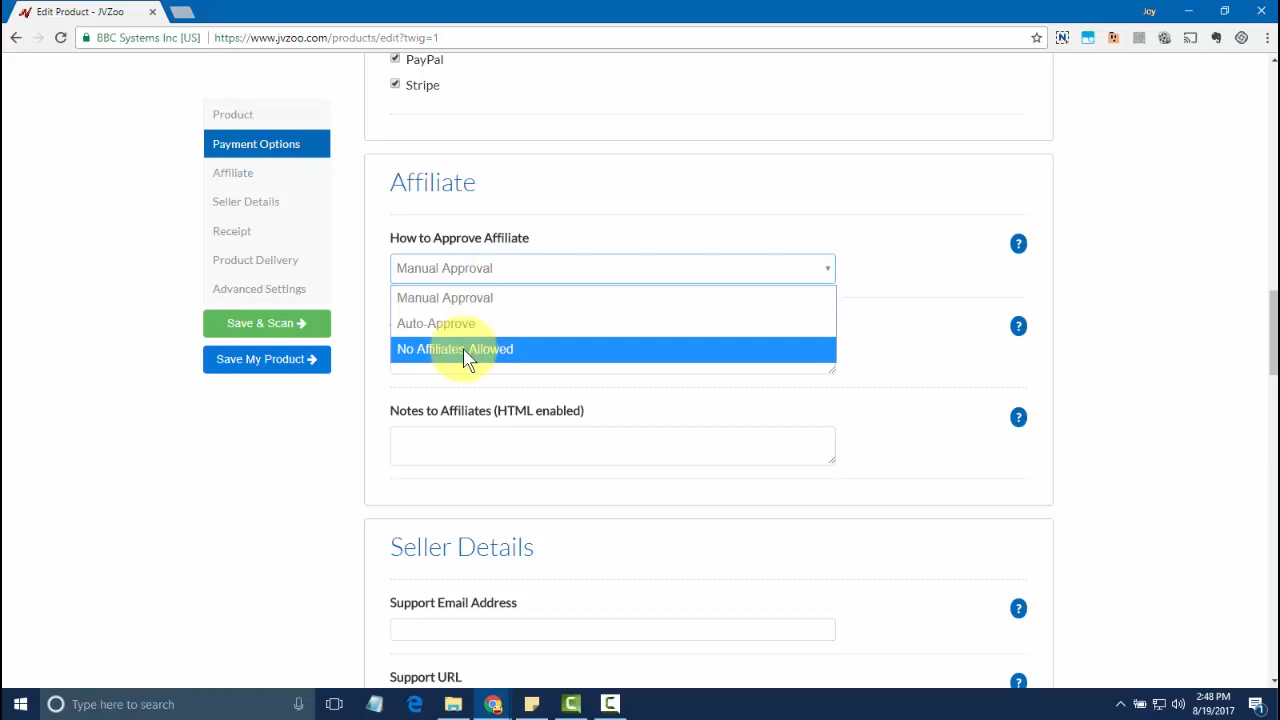 Edit Product - JVZoo
Joy
BBC Systems Inc [US]
https://www.jvzoo.com/products/edit?twig=1
PayPal
Stripe
Product
Payment Options
Affiliate
Seller Details
Receipt
Product Delivery
Advanced Settings
Save & Scan
Save My Product
Affiliate
How to Approve Affiliate
?
Manual Approval
Manual Approval
Auto-Approve
?
No Affiliates Allowed
Notes to Affiliates (HTML enabled)
?
Seller Details
Support Email Address
?
Support URL
?
Type here to search
2:48 PM
8/19/2017
1